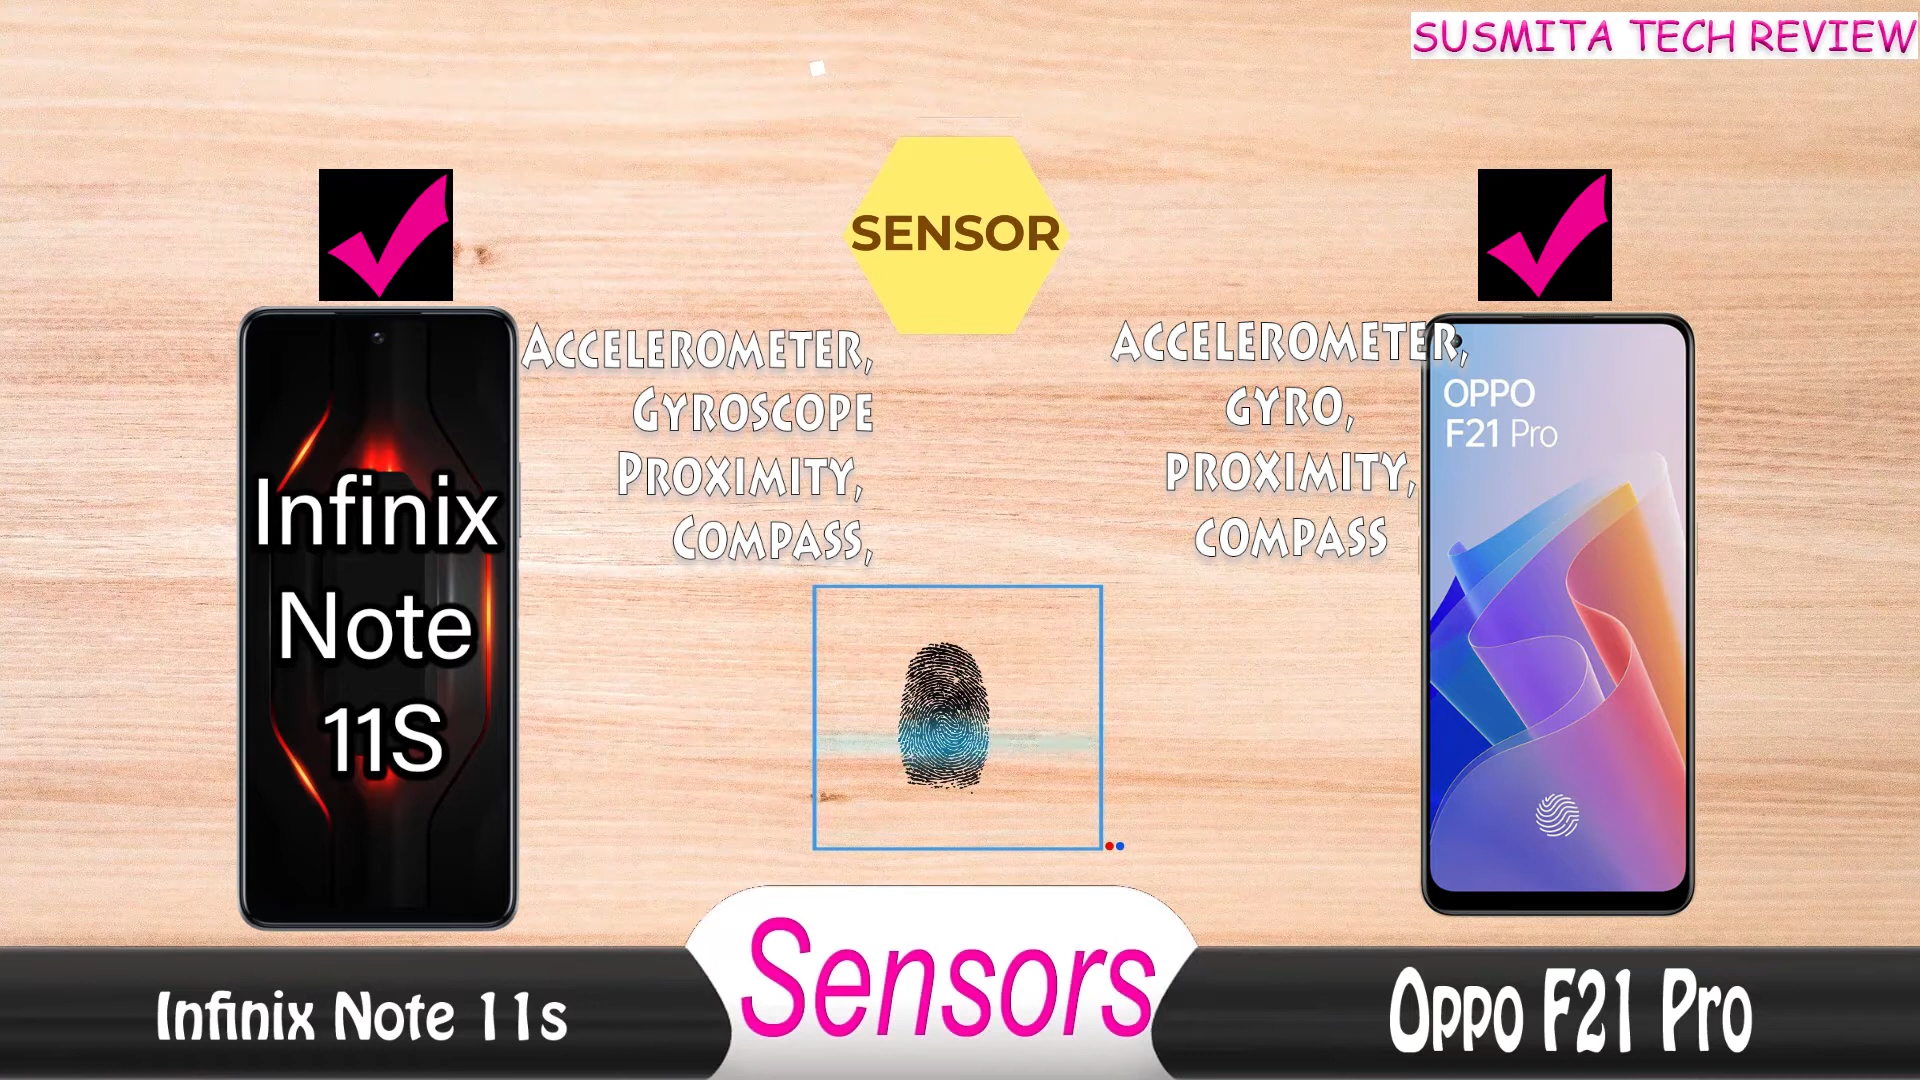 SUSMITA TECH REVIEW
SENSOR
Accelerometer,
Gyroscope
Proximity,
Compass,
accelerometer,
gyro,
proximity,
compass
Infinix
Note
11S
OPPO
F21 Pro
Infinix Note 11s
Sensors
Oppo F21 Pro